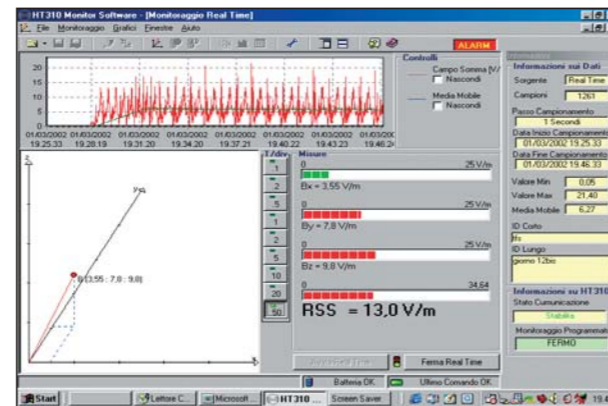 HT310 Monitor Software - [Monitoraggio Real Time]
File Monitoraggio Grafici Finestre Aiuto
ALARM
20
15
10
5
0
01/03/2002 01/03/2002 01/03/2002 01/03/2002 01/03/2002 01/03/2002 01/03/2002 01/03/2002
19.25.33 19.28.19 19.31.20 19.34.20 19.37.21 19.40.22 19.43.23 19.46.24
Controlli
Campo Somma [V/
Nascondi
Media Mobile
Nascondi
Informazioni sui Dati
Sorgente Real Time
Campioni 1261
Passo Campionamento
1 Secondi
Data Inizio Campionamento
01/03/2002 19.25.33
Data Fine Campionamento
01/03/2002 19.46.33
Valore Min 0,05
Valore Max 21,40
Media Mobile 6,27
ID Corto
ID Lungo
giorno 12bis
Informazioni su HT310
Stato Comunicazione
Stabilita
Monitoraggio Programmat
FERMO
z
y
(3,55 ; 7,8 ; 9,8)
T/div
.1
.2
.5
1
2
5
10
20
50
Misure
0 25 V/m
Bx = 3,55 V/m
0 25 V/m
By = 7,8 V/m
0 25 V/m
Bz = 9,8 V/m
0 34,64
RSS = 13,0 V/m
Ferma Real Time
Batteria OK Ultimo Comando OK
Start Lettore C... Microsoft ... HT310 ... Screen Saver